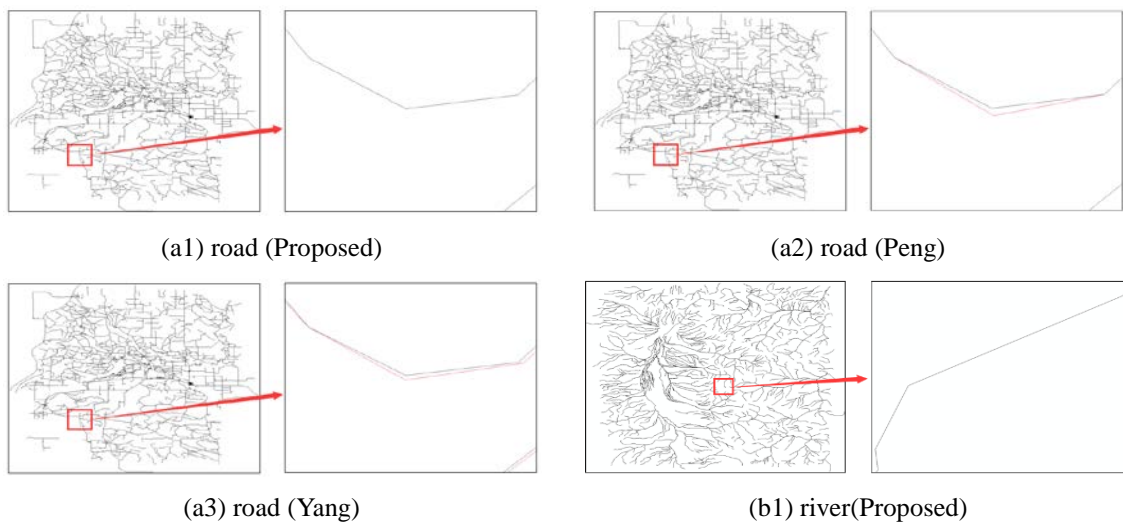 (a1) road (Proposed)
(a2) road (Peng)
(a3) road (Yang)
(b1) river(Proposed)